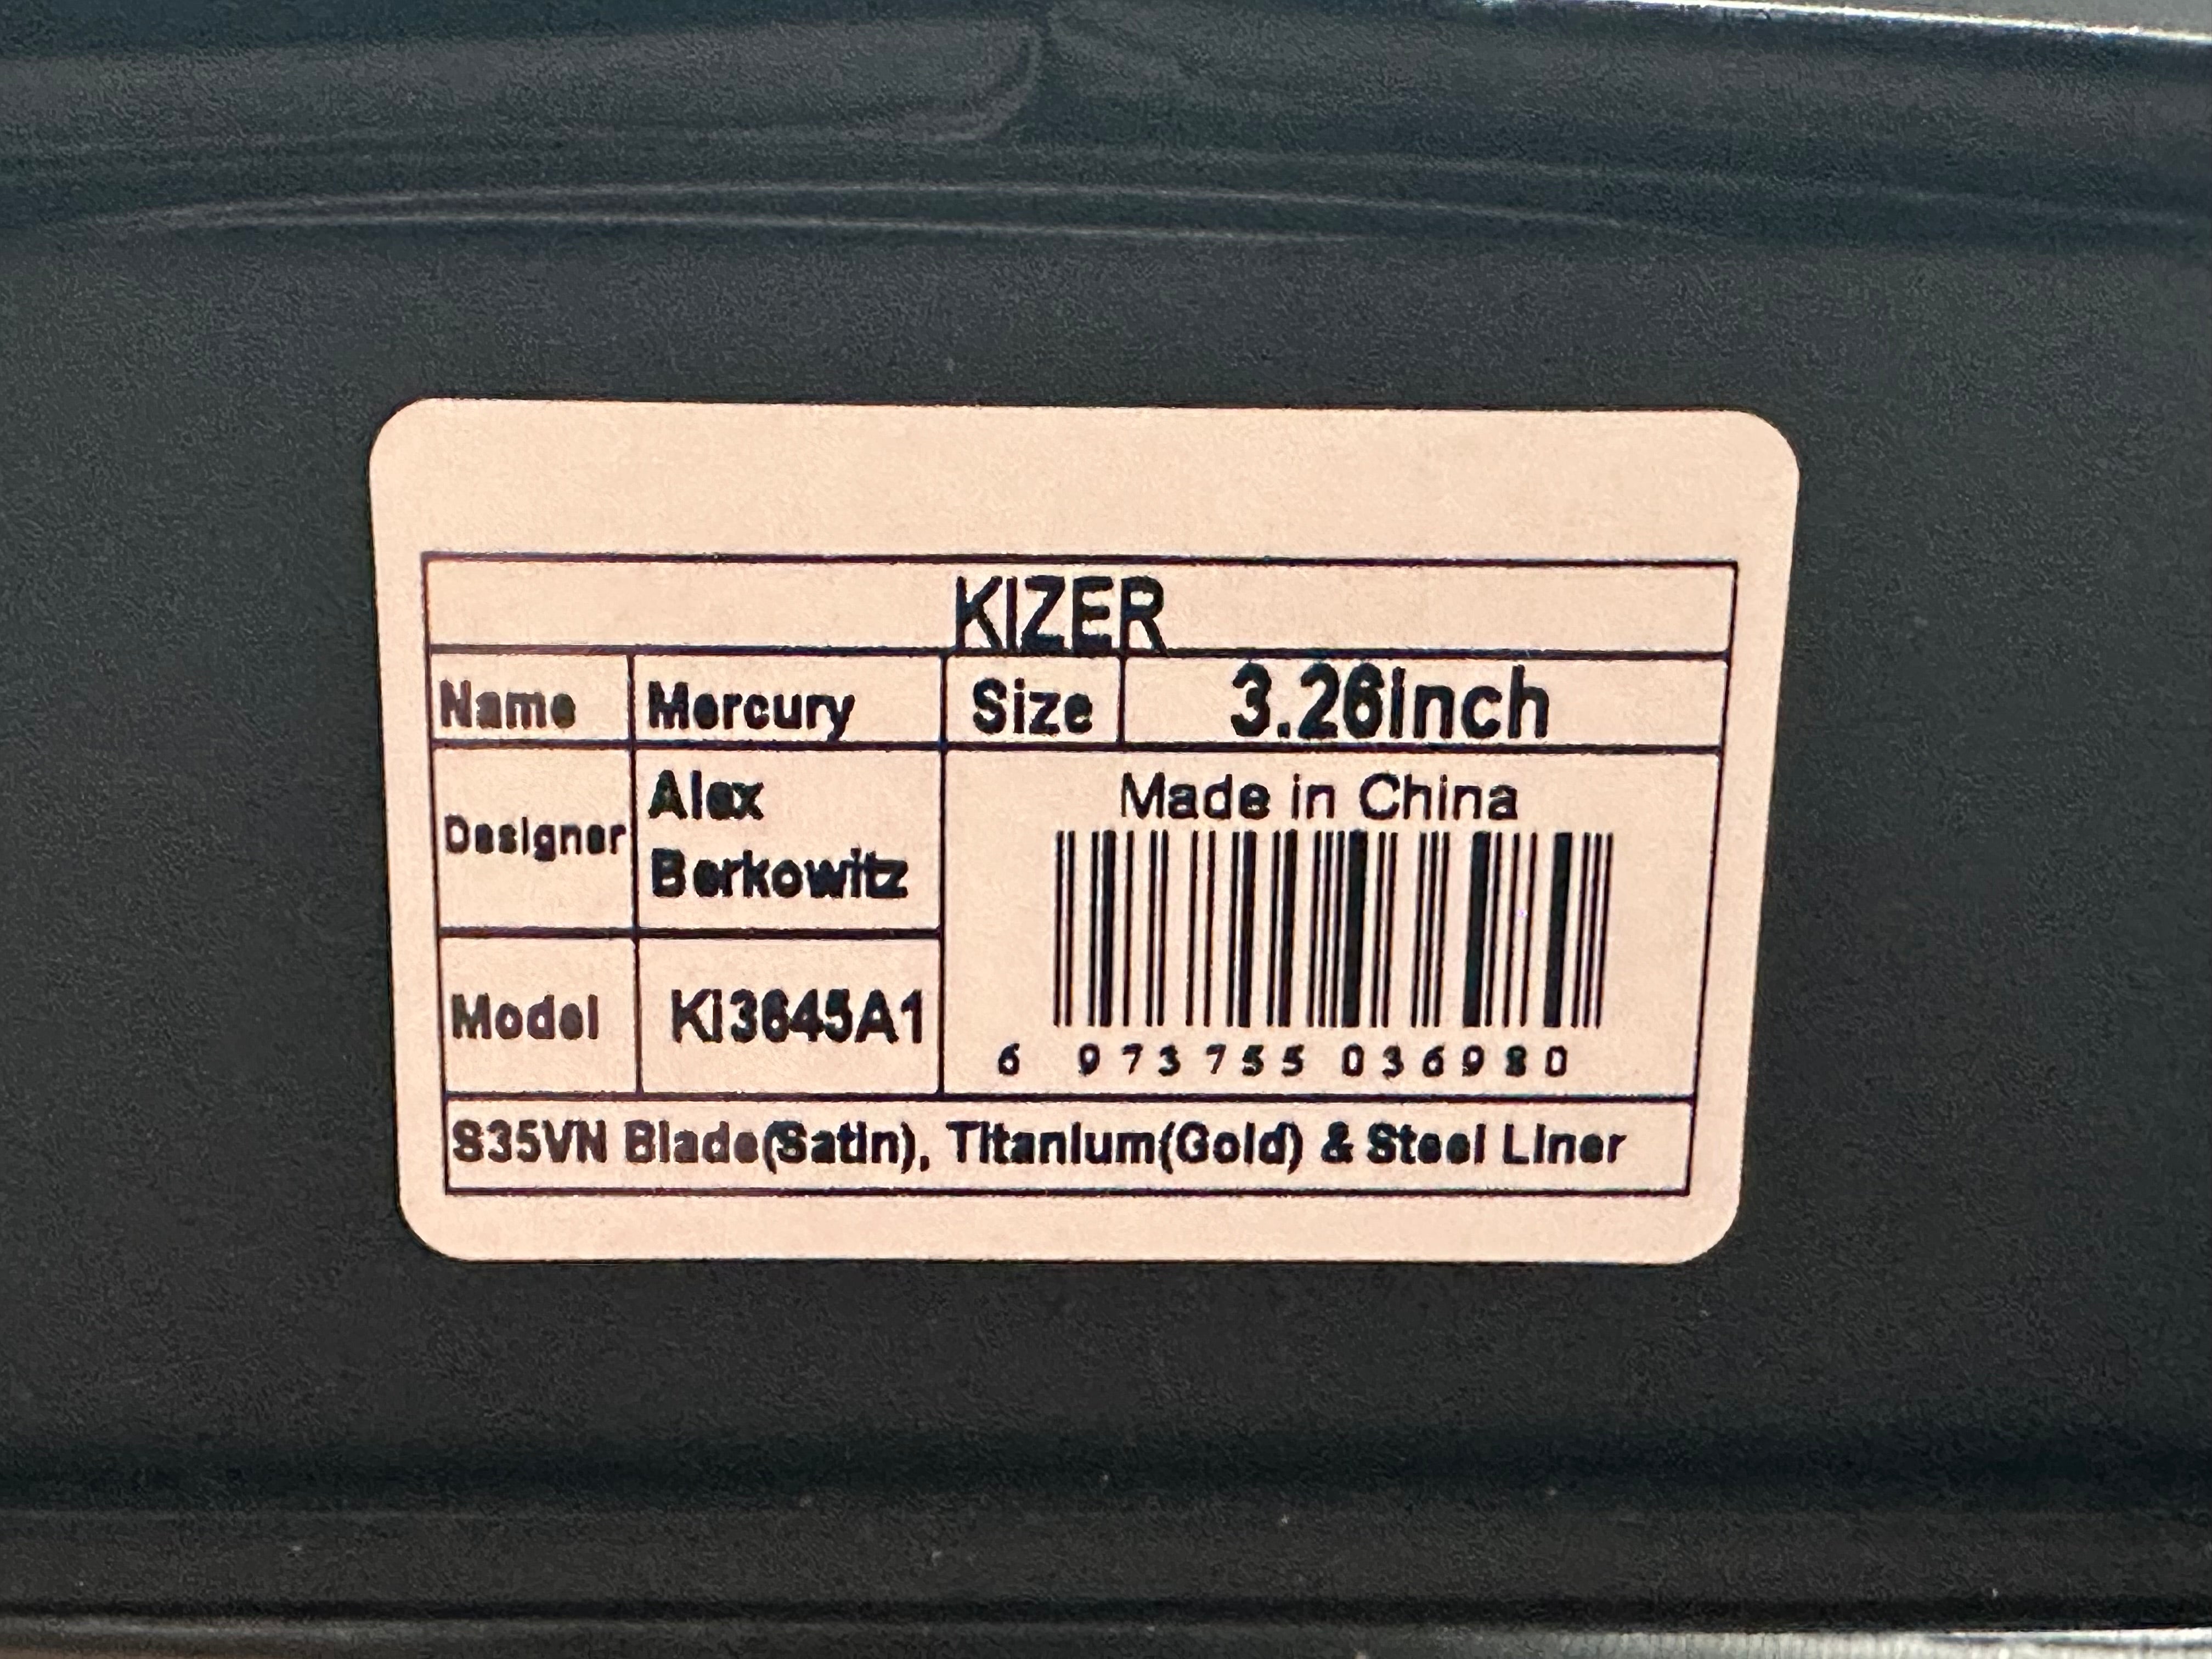 KIZER
Name Mercury Size 3.26inch
Designer Alex Berkowitz
Made in China
Model Ki3645A1
6 973755 036980
S35VN Blade(Satin), Titanium(Gold) & Steel Liner